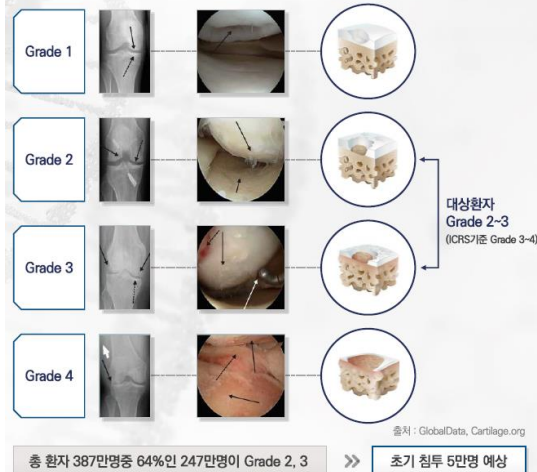 Grade 1
Grade 2
대상환자
Grade 2~3
(ICRS기준 Grade 3~4)
Grade 3
Grade 4
출처 : GlobalData, Cartilage.org
총 환자 387만명중 64%인 247만명이 Grade 2, 3
초기 침투 5만명 예상